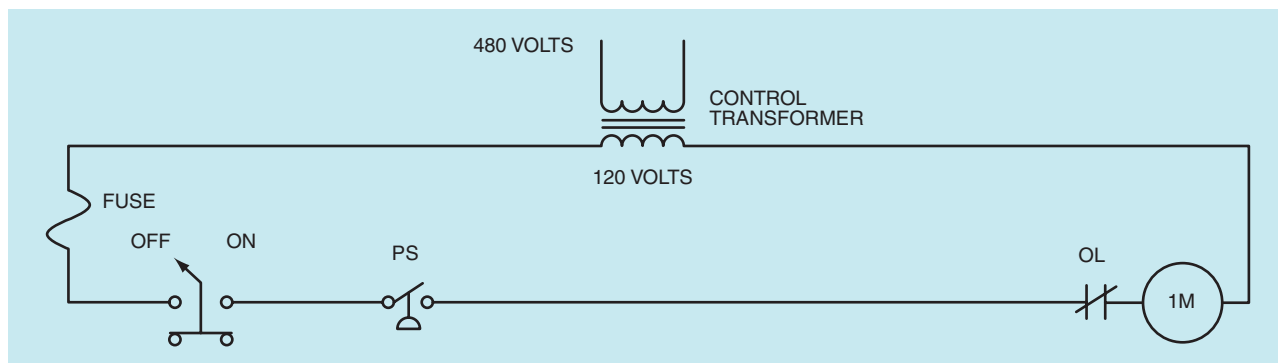 480 VOLTS
CONTROL
TRANSFORMER
120 VOLTS
FUSE
OFF
ON
PS
OL
1M